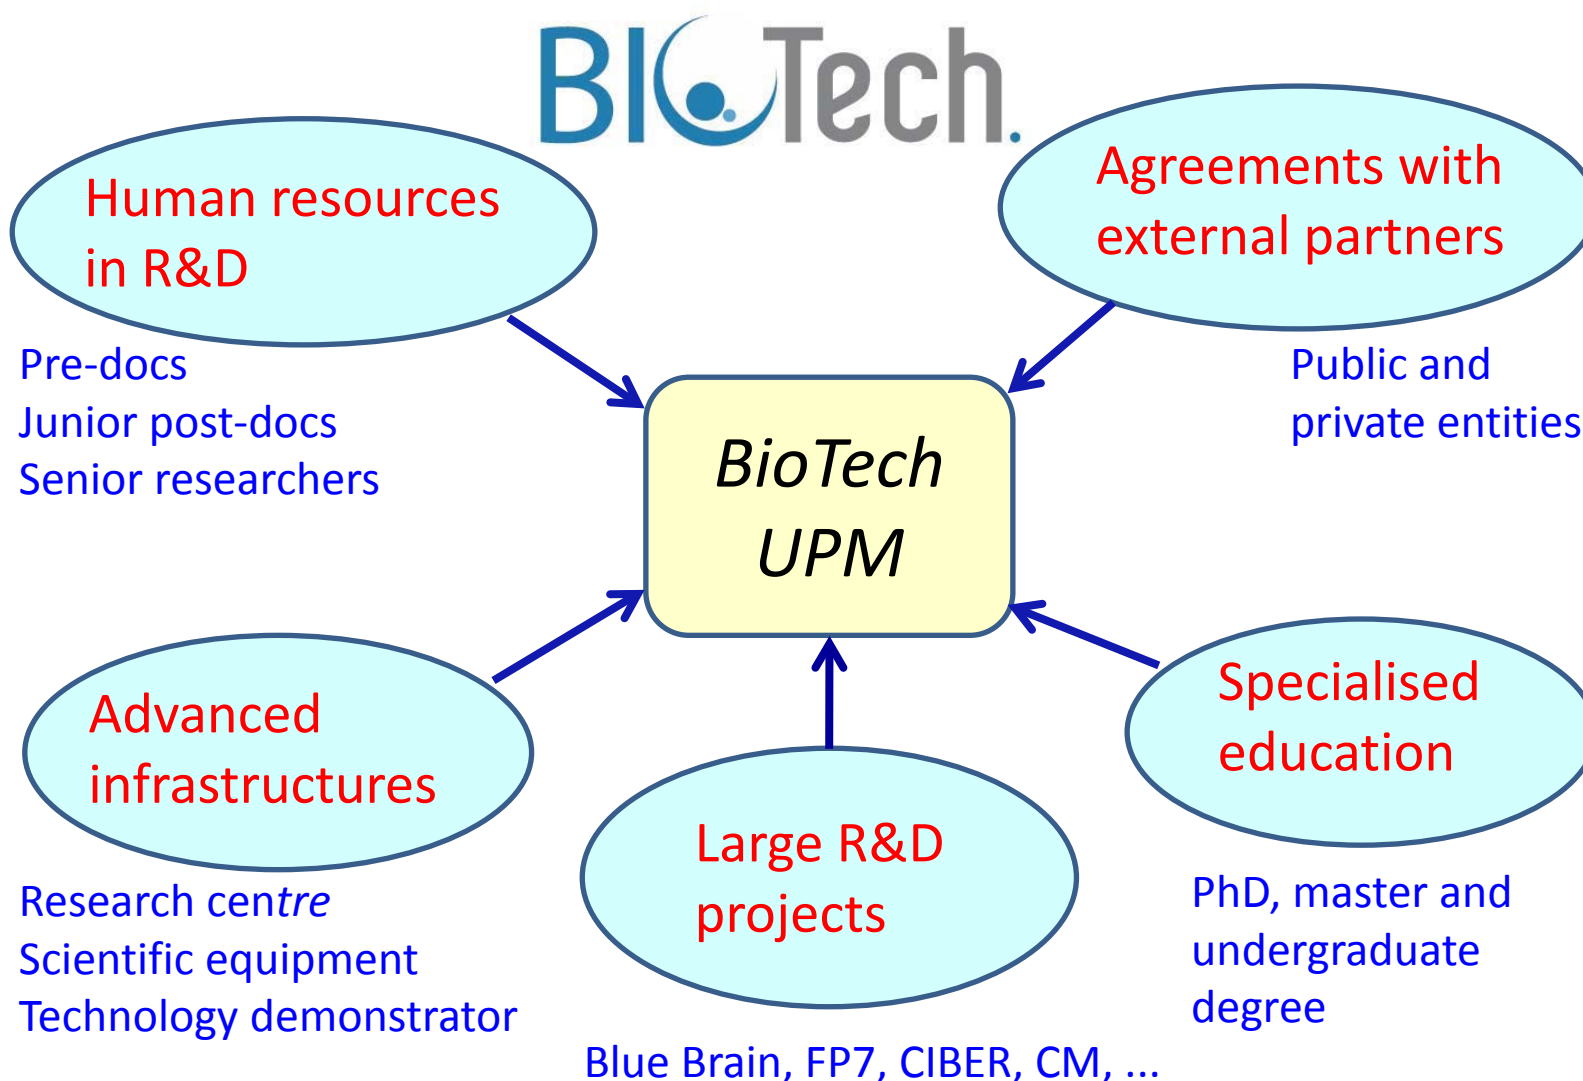 BIOTech.
Human resources
in R&D
Pre-docs
Junior post-docs
Senior researchers
Agreements with
external partners
Public and
private entities
BioTech
UPM
Advanced
infrastructures
Research centre
Scientific equipment
Technology demonstrator
Large R&D
projects
Blue Brain, FP7, CIBER, CM, ...
Specialised
education
PhD, master and
undergraduate
degree